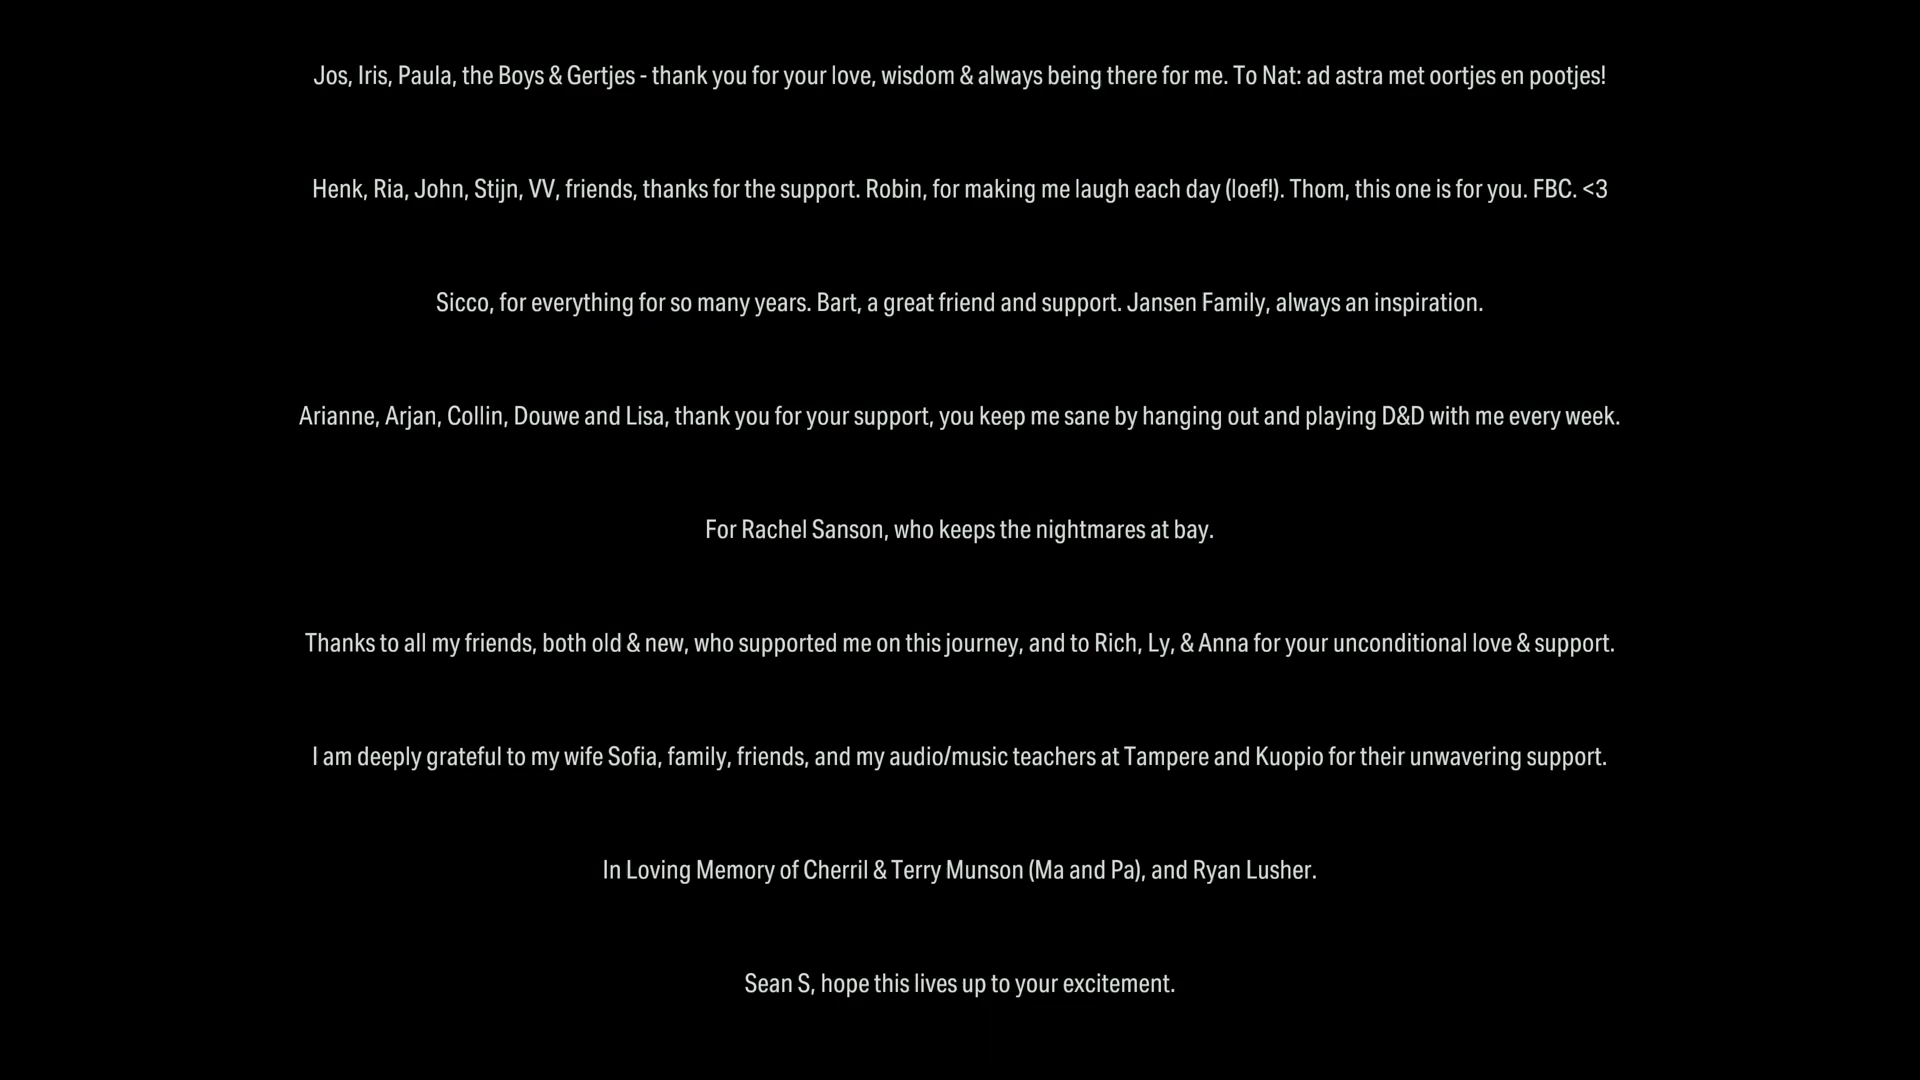 Jos, Iris, Paula, the Boys & Gertjes - thank you for your love, wisdom & always being there for me. To Nat: ad astra met oortjes en pootjes!
Henk, Ria, John, Stijn, VV, friends, thanks for the support. Robin, for making me laugh each day (loef!). Thom, this one is for you. FBC. <3
Sicco, for everything for so many years. Bart, a great friend and support. Jansen Family, always an inspiration.
Arianne, Arjan, Collin, Douwe and Lisa, thank you for your support, you keep me sane by hanging out and playing D&D with me every week.
For Rachel Sanson, who keeps the nightmares at bay.
Thanks to all my friends, both old & new, who supported me on this journey, and to Rich, Ly, & Anna for your unconditional love & support.
I am deeply grateful to my wife Sofia, family, friends, and my audio/music teachers at Tampere and Kuopio for their unwavering support.
In Loving Memory of Cherril & Terry Munson (Ma and Pa), and Ryan Lusher.
Sean S, hope this lives up to your excitement.